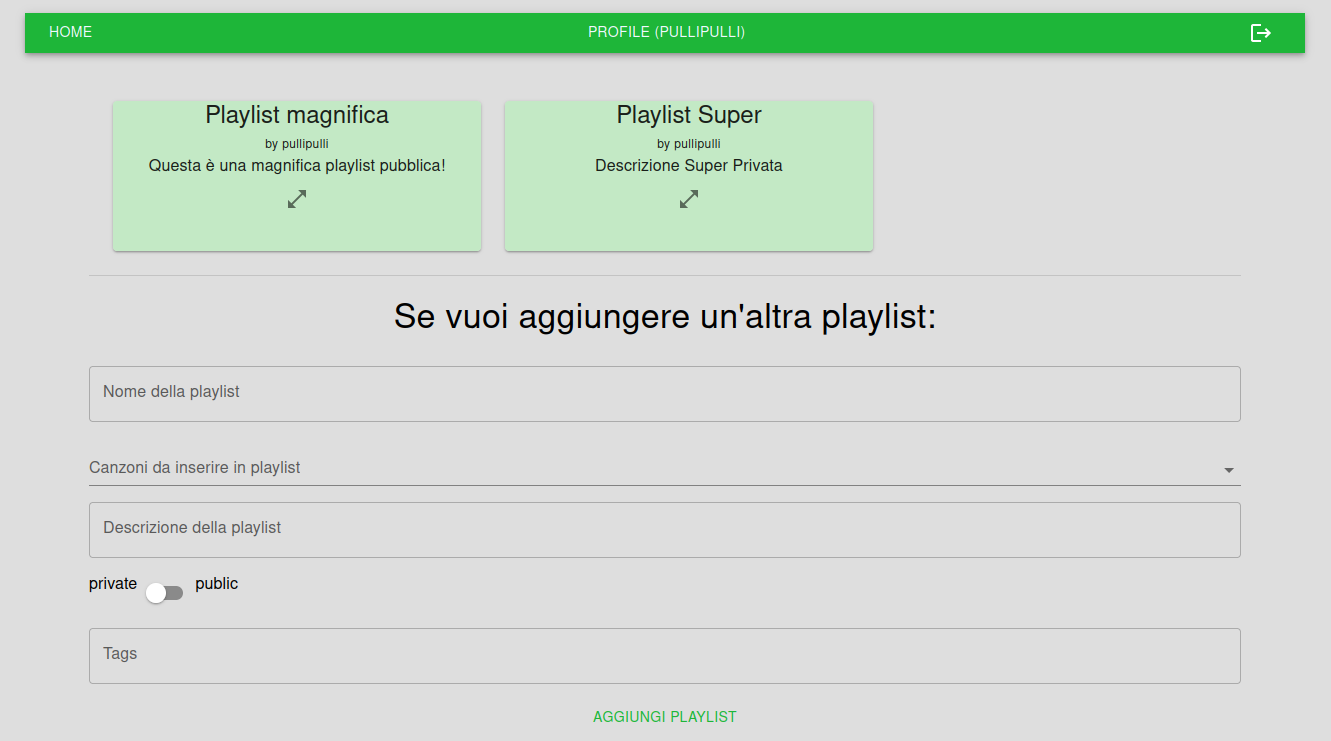 HOME PROFILE (PULLIPULLI)
Playlist magnifica
by pullipulli
Questa è una magnifica playlist pubblica!
Playlist Super
by pullipulli
Descrizione Super Privata
Se vuoi aggiungere un'altra playlist:
Nome della playlist
Canzoni da inserire in playlist
Descrizione della playlist
private public
Tags
AGGIUNGI PLAYLIST